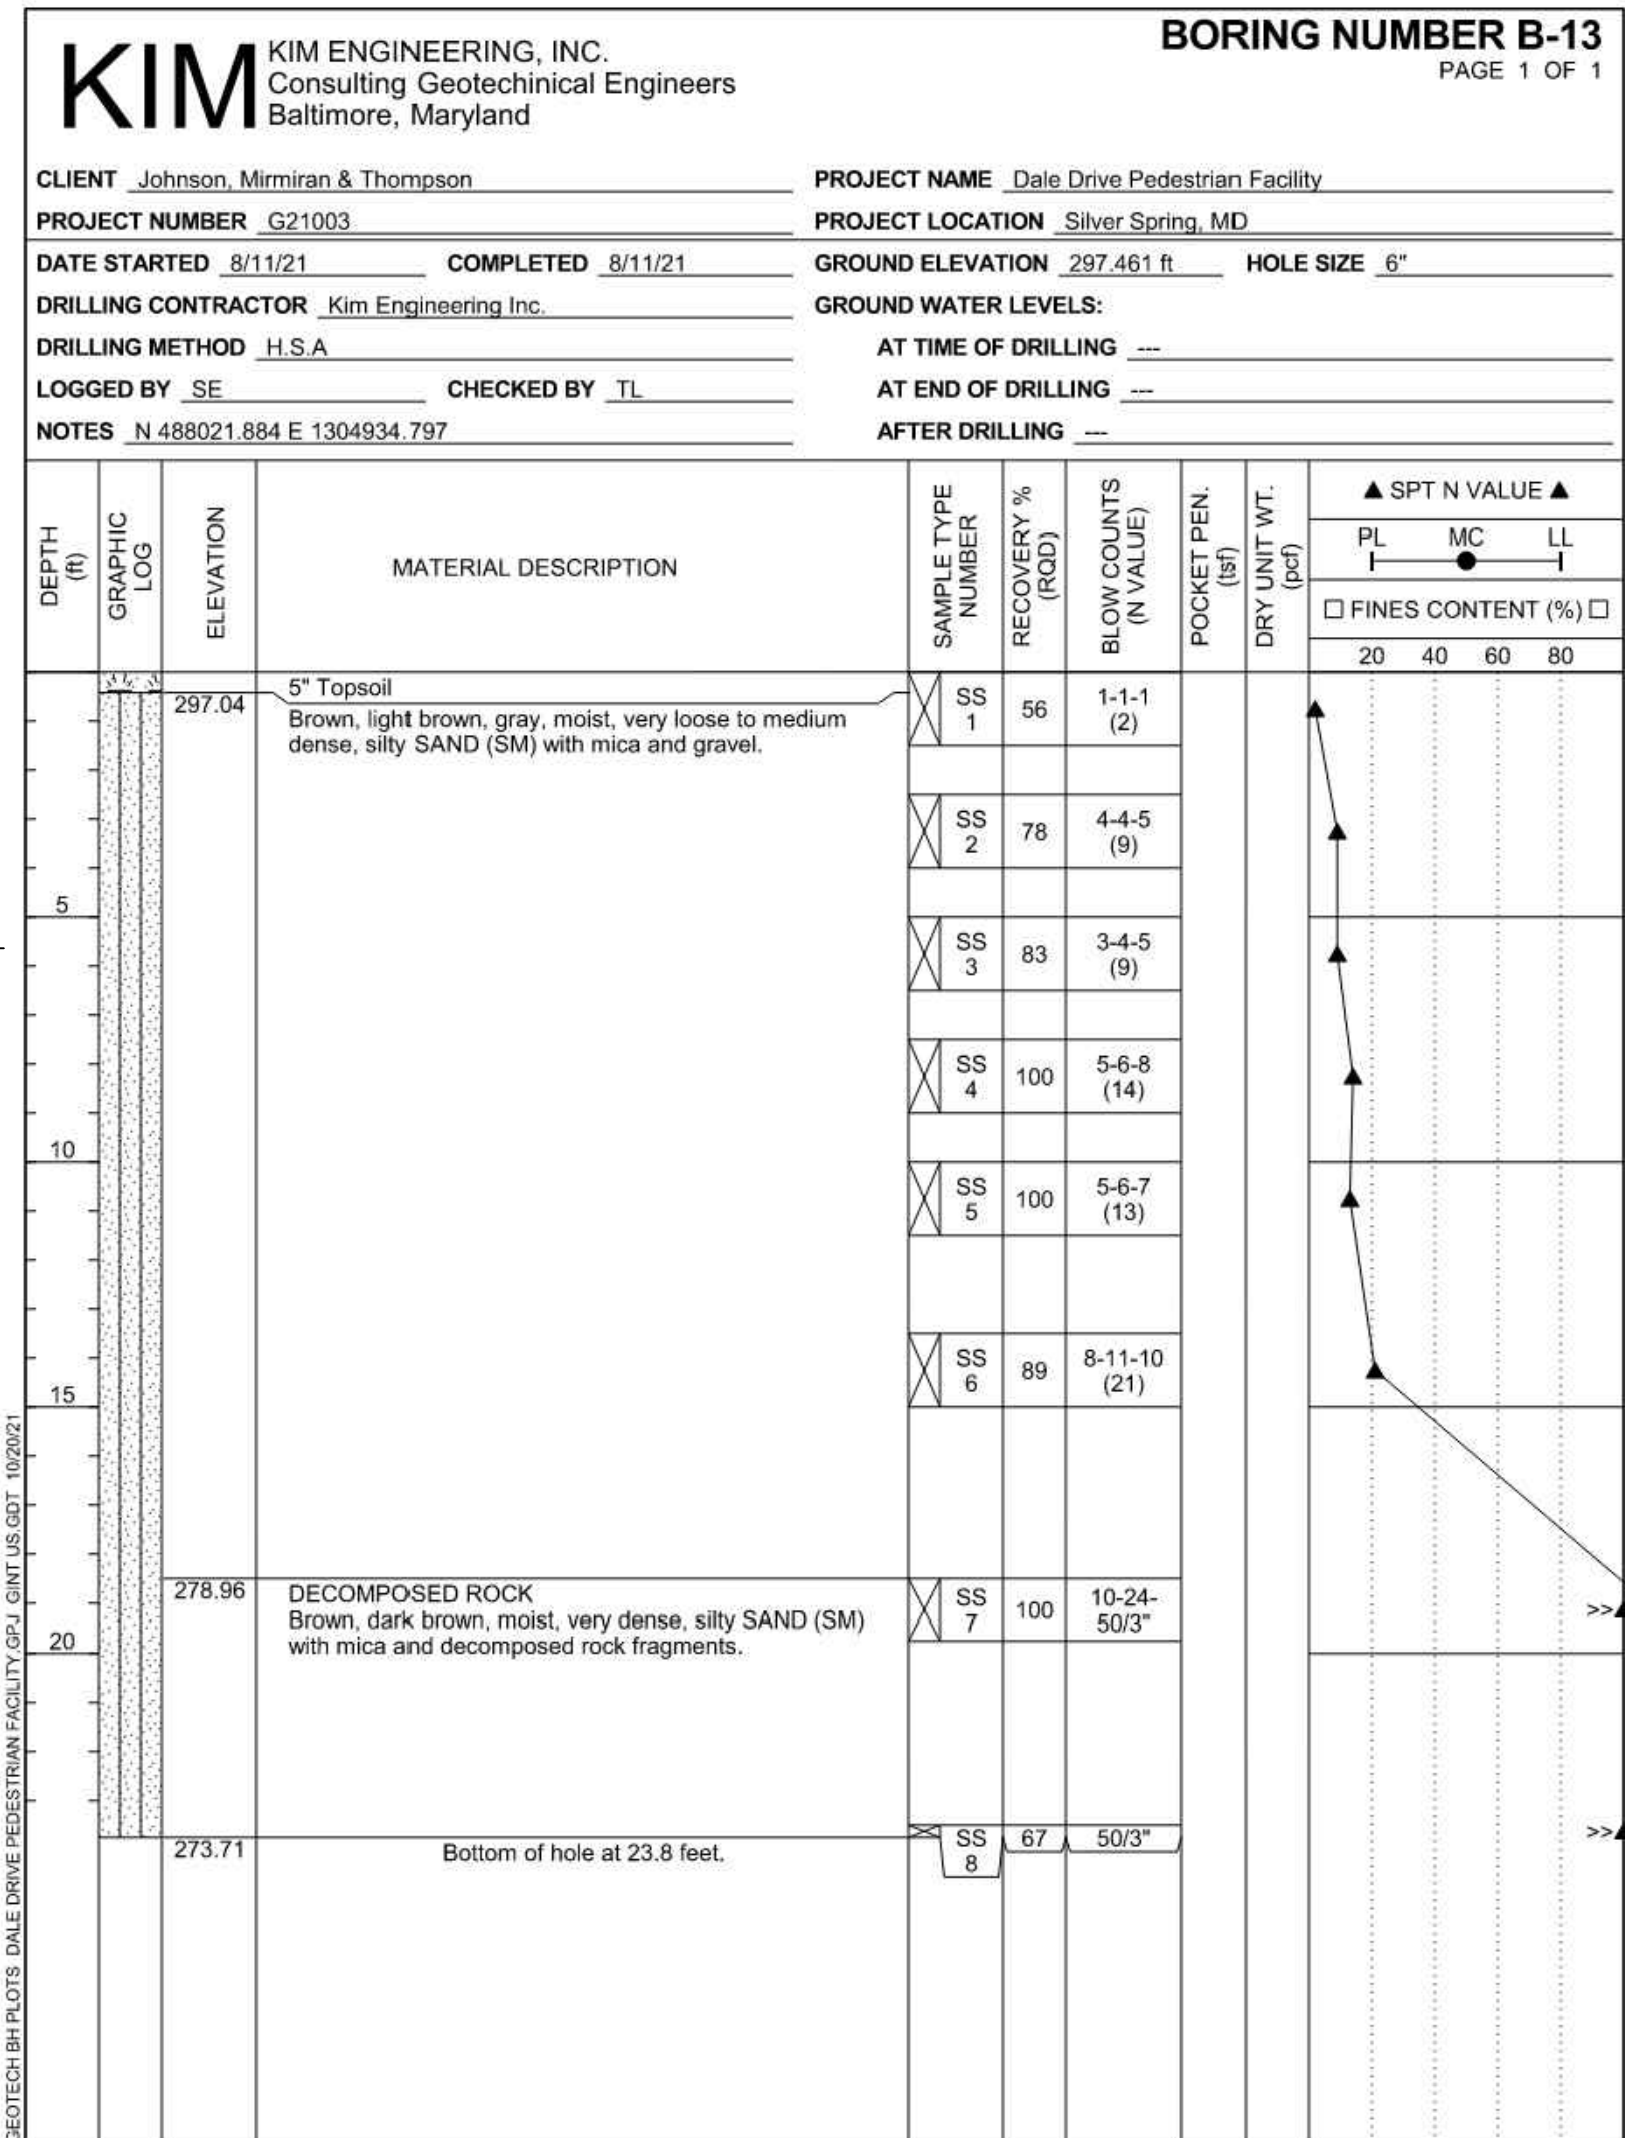 BORING NUMBER B-13
PAGE 1 OF 1
KIM
KIM ENGINEERING, INC.
Consulting Geotechinical Engineers
Baltimore, Maryland
CLIENT Johnson, Mirmiran & Thompson
PROJECT NAME Dale Drive Pedestrian Facility
PROJECT NUMBER G21003
PROJECT LOCATION Silver Spring, MD
DATE STARTED 8/11/21 COMPLETED 8/11/21
GROUND ELEVATION 297.461 ft HOLE SIZE 6"
DRILLING CONTRACTOR Kim Engineering Inc.
GROUND WATER LEVELS:
DRILLING METHOD H.S.A
AT TIME OF DRILLING ---
LOGGED BY SE CHECKED BY TL
AT END OF DRILLING ---
NOTES N 488021.884 E 1304934.797
AFTER DRILLING ---
DEPTH
(ft)
GRAPHIC
LOG
ELEVATION
MATERIAL DESCRIPTION
SAMPLE TYPE
NUMBER
RECOVERY %
(RQD)
BLOW COUNTS
(N VALUE)
POCKET PEN.
(tsf)
DRY UNIT WT.
(pcf)
▲ SPT N VALUE ▲
PL MC LL
□ FINES CONTENT (%) □
20 40 60 80
297.04
5" Topsoil
Brown, light brown, gray, moist, very loose to medium
dense, silty SAND (SM) with mica and gravel.
SS
1
56
1-1-1
(2)
SS
2
78
4-4-5
(9)
5
SS
3
83
3-4-5
(9)
SS
4
100
5-6-8
(14)
10
SS
5
100
5-6-7
(13)
SS
6
89
8-11-10
(21)
15
278.96
DECOMPOSED ROCK
Brown, dark brown, moist, very dense, silty SAND (SM)
with mica and decomposed rock fragments.
SS
7
100
10-24-
50/3"
>>▲
20
273.71
Bottom of hole at 23.8 feet.
SS
8
67
50/3"
>>▲
GEOTECH BH PLOTS DALE DRIVE PEDESTRIAN FACILITY.GPJ GINT US.GDT 10/20/21